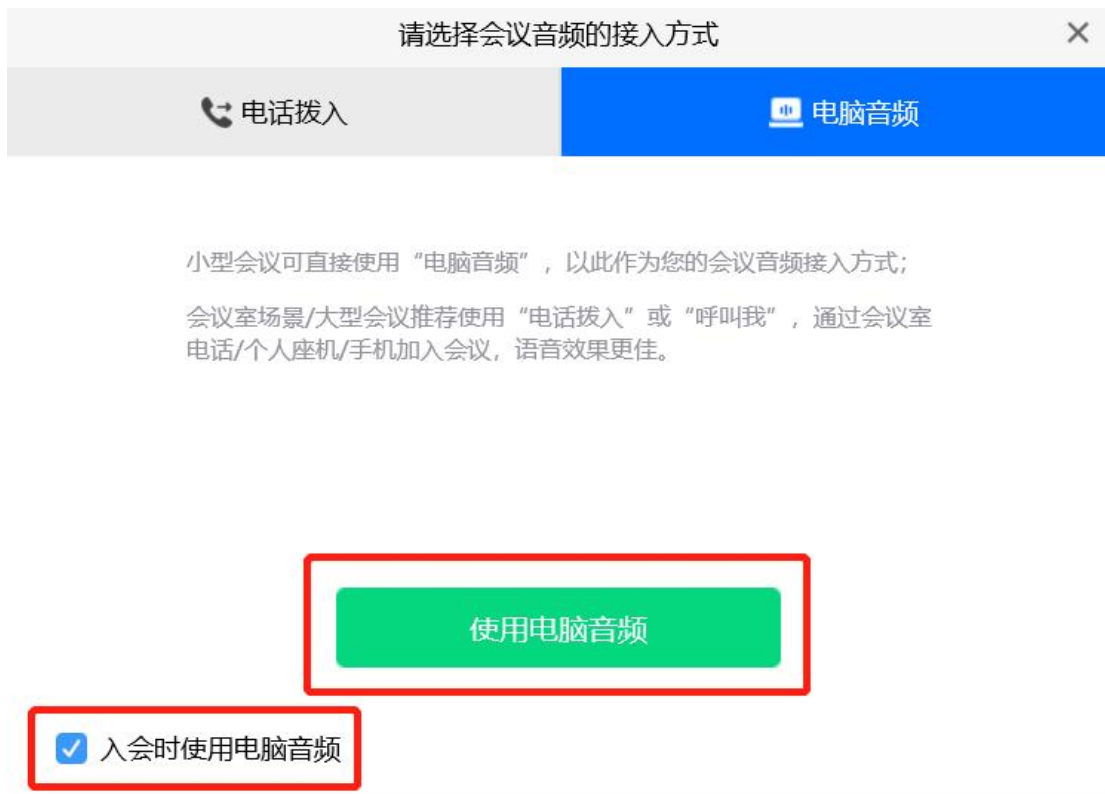 请选择会议音频的接入方式
电话拨入
电脑音频
小型会议可直接使用“电脑音频”，以此作为您的会议音频接入方式；
会议室场景/大型会议推荐使用“电话拨入”或“呼叫我”，通过会议室
电话/个人座机/手机加入会议，语音效果更佳。
使用电脑音频
入会时使用电脑音频